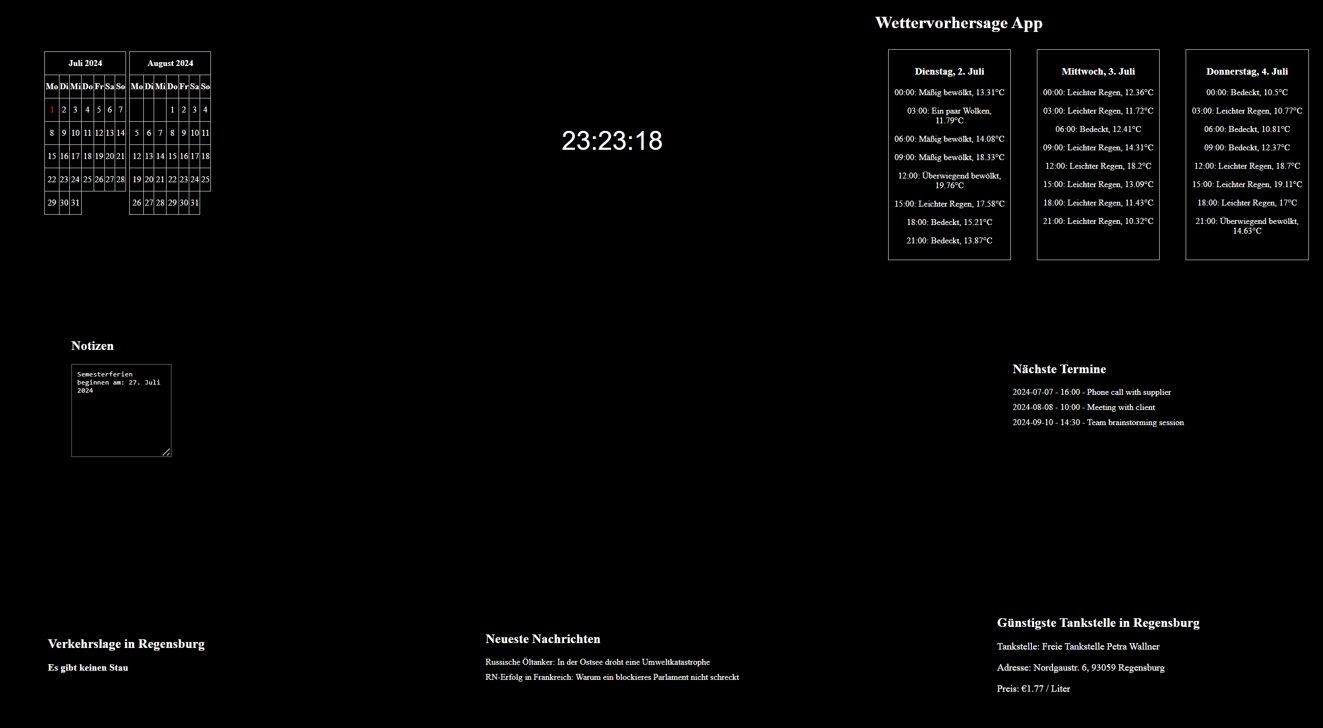 Juli 2024
Mo Di Mi Do Fr Sa So
1 2 3 4 5 6 7
8 9 10 11 12 13 14
15 16 17 18 19 20 21
22 23 24 25 26 27 28
29 30 31
August 2024
Mo Di Mi Do Fr Sa So
1 2 3 4
5 6 7 8 9 10 11
12 13 14 15 16 17 18
19 20 21 22 23 24 25
26 27 28 29 30 31
23:23:18
Wettervorhersage App
Dienstag, 2. Juli
00:00: Mäßig bewölkt, 13.31°C
03:00: Ein paar Wolken,
11.79°C
06:00: Mäßig bewölkt, 14.08°C
09:00: Mäßig bewölkt, 18.33°C
12:00: Überwiegend bewölkt,
19.76°C
15:00: Leichter Regen, 17.58°C
18:00: Bedeckt, 15.21°C
21:00: Bedeckt, 13.87°C
Mittwoch, 3. Juli
00:00: Leichter Regen, 12.36°C
03:00: Leichter Regen, 11.72°C
06:00: Bedeckt, 12.41°C
09:00: Leichter Regen, 14.31°C
12:00: Leichter Regen, 18.2°C
15:00: Leichter Regen, 13.09°C
18:00: Leichter Regen, 11.43°C
21:00: Leichter Regen, 10.32°C
Donnerstag, 4. Juli
00:00: Bedeckt, 10.5°C
03:00: Leichter Regen, 10.77°C
06:00: Bedeckt, 10.81°C
09:00: Bedeckt, 12.37°C
12:00: Leichter Regen, 18.7°C
15:00: Leichter Regen, 19.11°C
18:00: Leichter Regen, 17°C
21:00: Überwiegend bewölkt,
14.63°C
Notizen
Semesterferien
beginnen am: 27. Juli
2024
Nächste Termine
2024-07-07 - 16:00 - Phone call with supplier
2024-08-08 - 10:00 - Meeting with client
2024-09-10 - 14:30 - Team brainstorming session
Verkehrslage in Regensburg
Es gibt keinen Stau
Neueste Nachrichten
Russische Öltanker: In der Ostsee droht eine Umweltkatastrophe
RN-Erfolg in Frankreich: Warum ein blockieres Parlament nicht schreckt
Günstigste Tankstelle in Regensburg
Tankstelle: Freie Tankstelle Petra Wallner
Adresse: Nordgaustr. 6, 93059 Regensburg
Preis: €1.77 / Liter